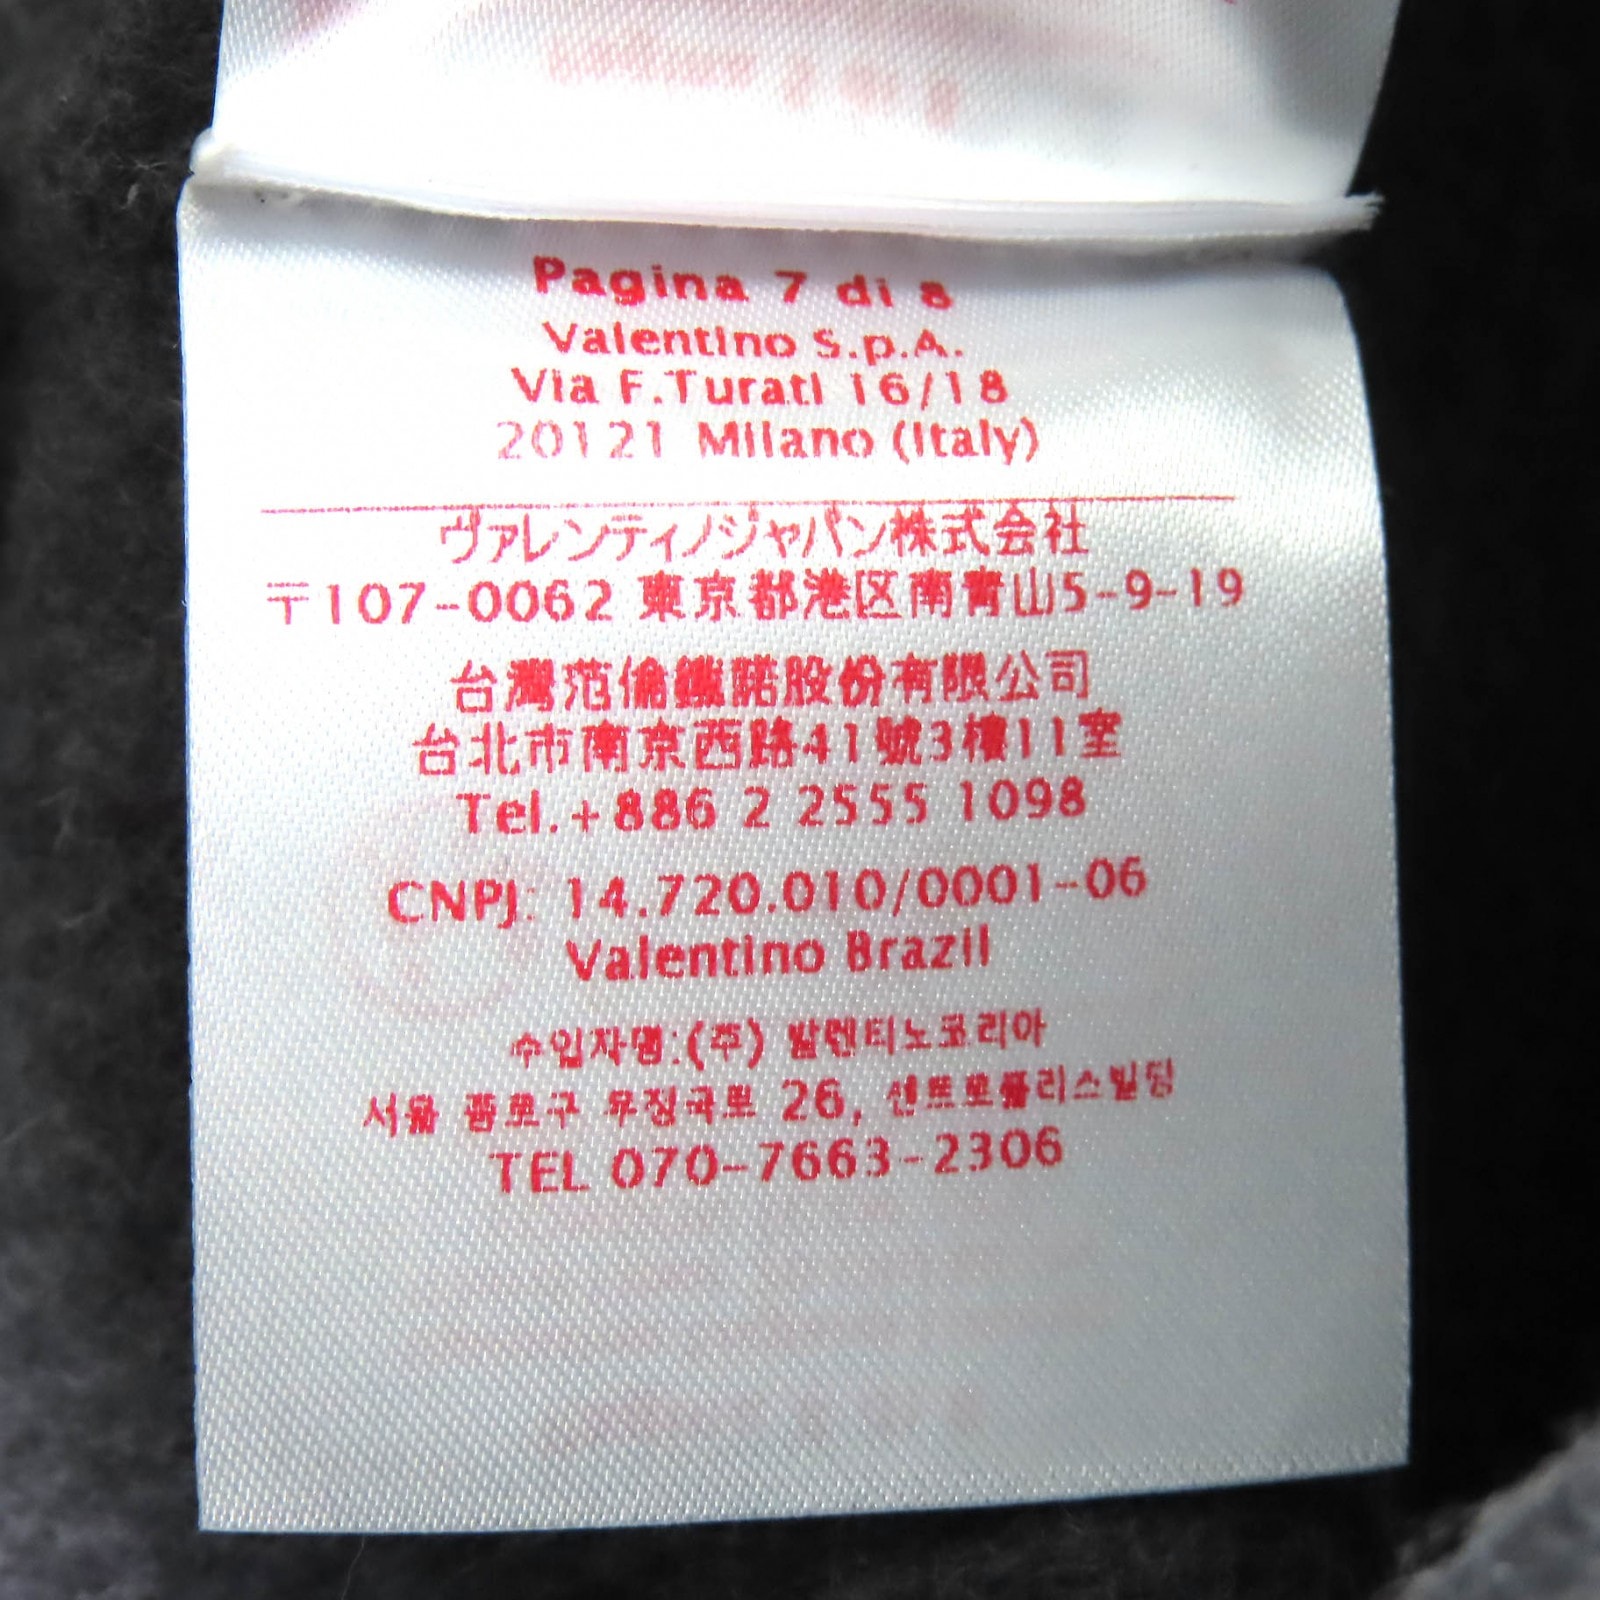 Pagina 7 di 8
Valentino S.p.A.
Via F.Turati 16/18
20121 Milano (Italy)
ヴァレンティノジャパン株式会社
〒107-0062 東京都港区南青山5-9-19
台灣范倫鐵諾股份有限公司
台北市南京西路41號3樓11室
Tel.+886 2 2555 1098
CNPJ: 14.720.010/0001-06
Valentino Brazil
수입자명:(주) 발렌티노코리아
서울 종로구 우정국로 26, 센트로폴리스빌딩
TEL 070-7663-2306